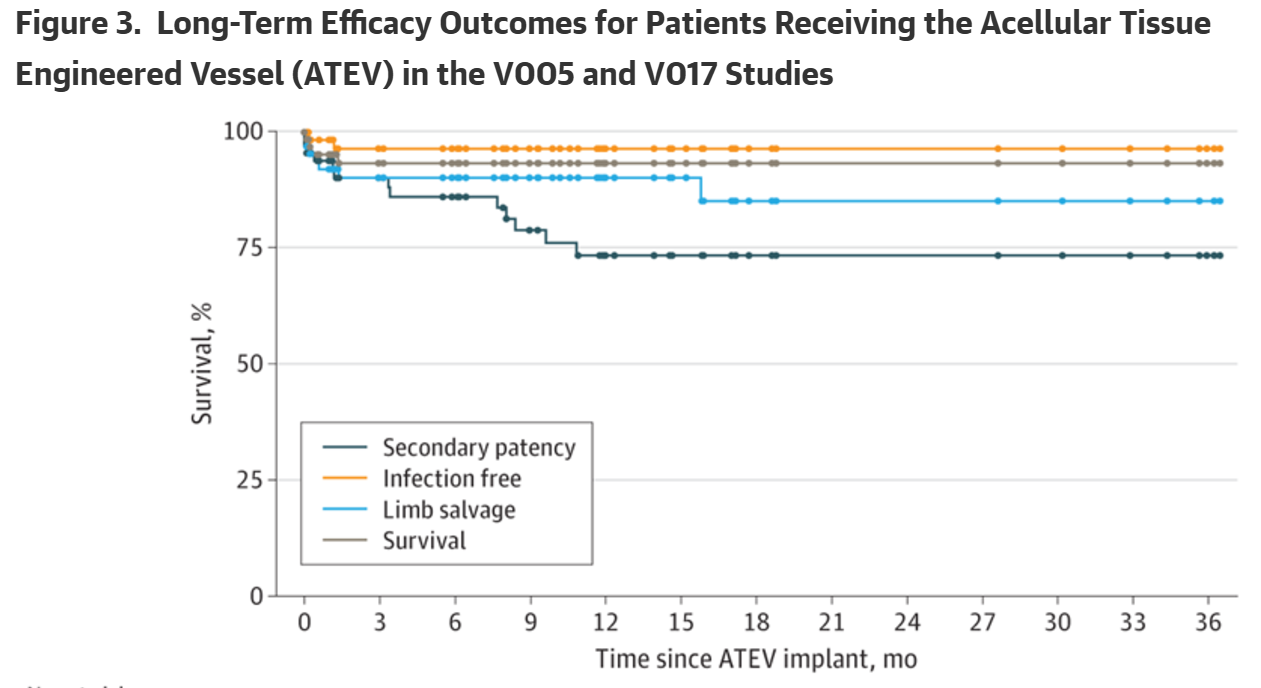 Figure 3. Long-Term Efficacy Outcomes for Patients Receiving the Acellular Tissue
Engineered Vessel (ATEV) in the V005 and V017 Studies
100
75
50
25
0
Survival, %
Secondary patency
Infection free
Limb salvage
Survival
0 3 6 9 12 15 18 21 24 27 30 33 36
Time since ATEV implant, mo